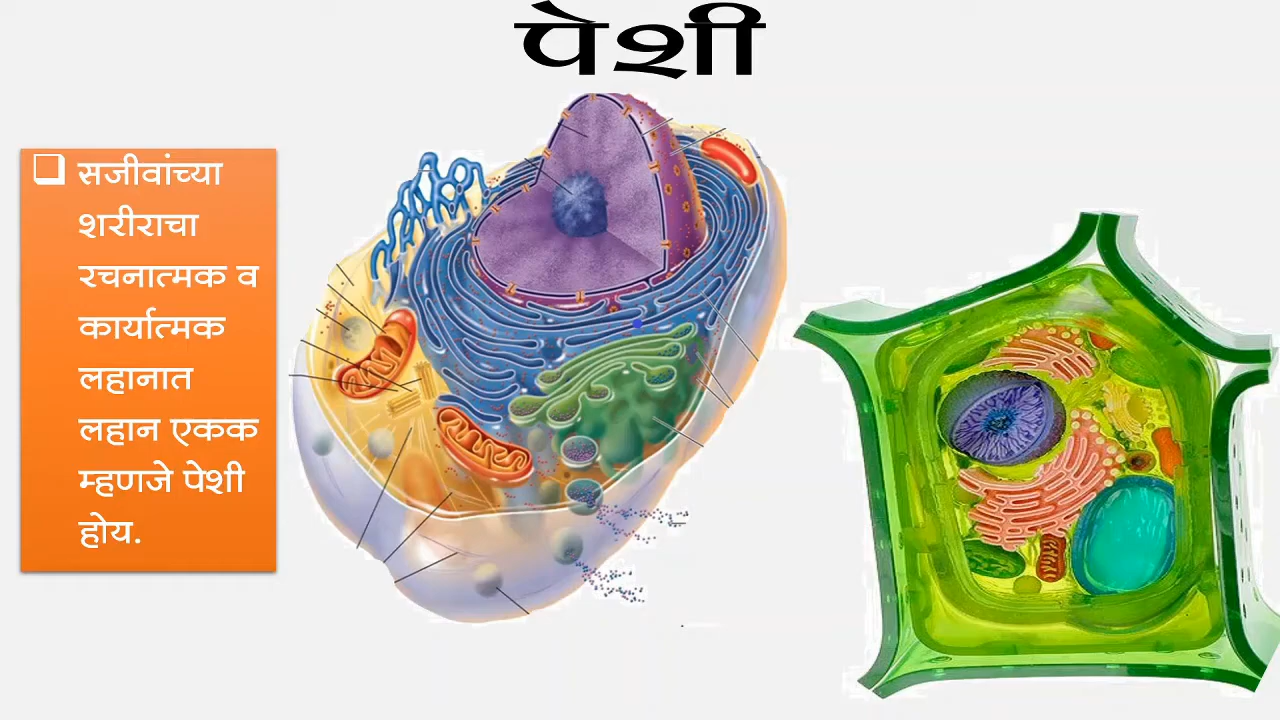 पेशी
सजीवांच्या
शरीराचा
रचनात्मक व
कार्यात्मक
लहानात
लहान एकक
म्हणजे पेशी
होय.